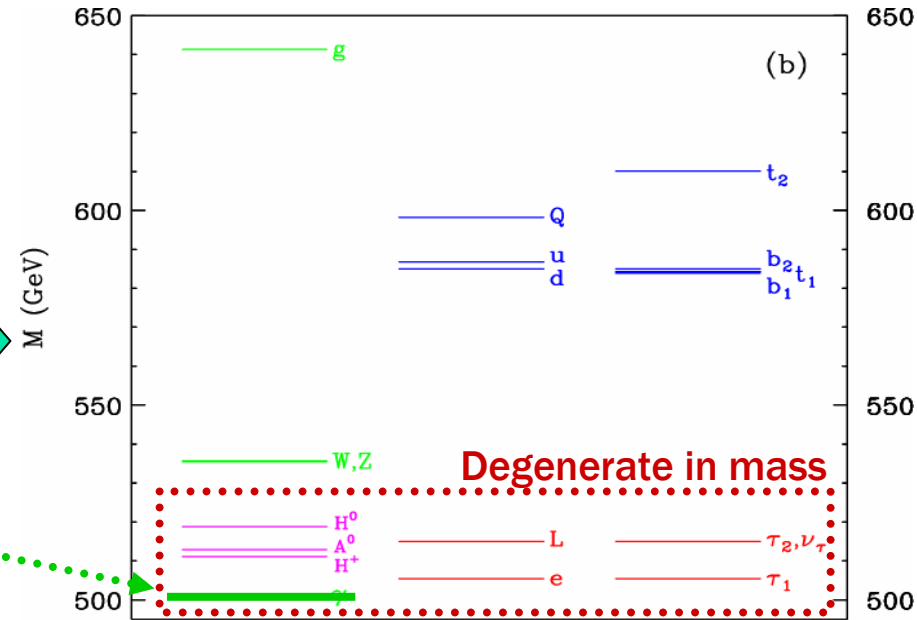 650
650
g
(b)
t₂
600
Q
600
u
b₂ t₁
d
b₁
M (GeV)
550
550
W,Z
Degenerate in mass
H⁰
A⁰
L
τ₂,ν_τ
H⁺
e
τ₁
500
γ
500